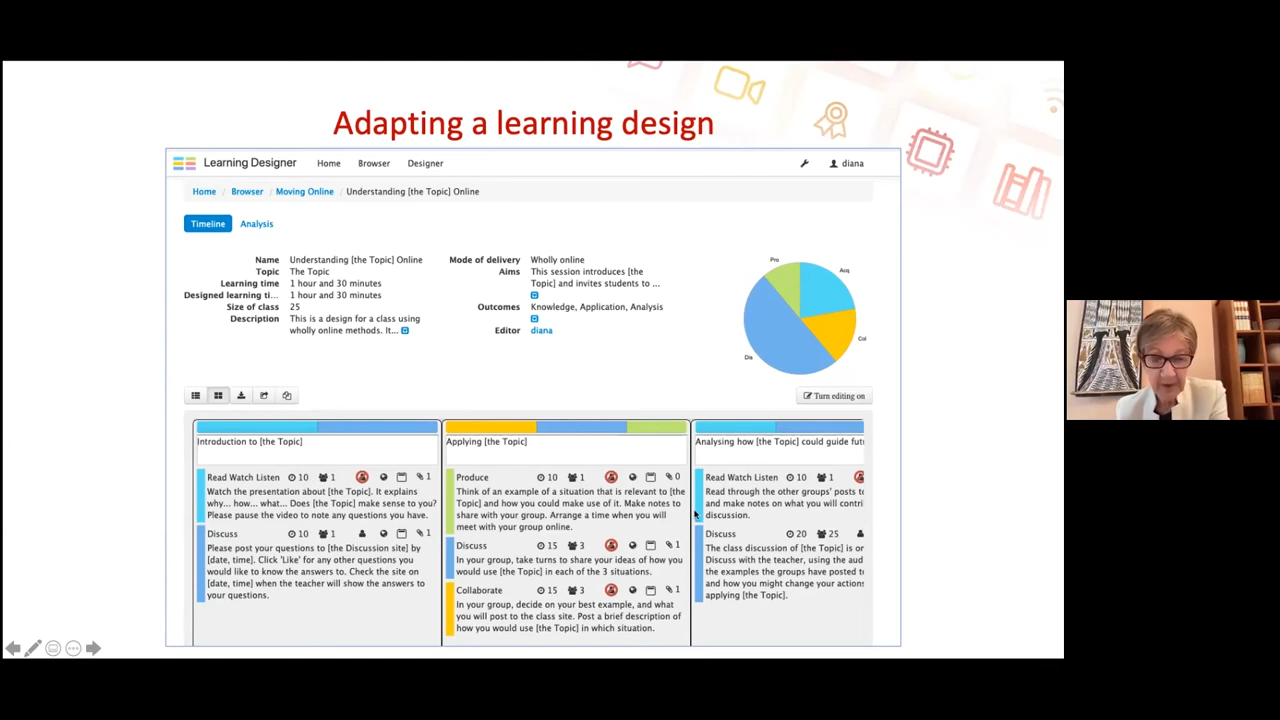 Adapting a learning design
Learning Designer Home Browser Designer diana
Home / Browser / Moving Online / Understanding [the Topic] Online
Timeline Analysis
Name Understanding [the Topic] Online
Topic The Topic
Learning time 1 hour and 30 minutes
Designed learning ti... 1 hour and 30 minutes
Size of class 25
Description This is a design for a class using
wholly online methods. It...
Mode of delivery Wholly online
Aims This session introduces [the
Topic] and invites students to ...
Outcomes Knowledge, Application, Analysis
Editor diana
Pro
Acq
Col
Dis
Turn editing on
Introduction to [the Topic]
Read Watch Listen 10 1 1
Watch the presentation about [the Topic]. It explains
why... how... what... Does [the Topic] make sense to you?
Please pause the video to note any questions you have.
Discuss 10 1 1
Please post your questions to [the Discussion site] by
[date, time]. Click 'Like' for any other questions you
would like to know the answers to. Check the site on
[date, time] when the teacher will show the answers to
your questions.
Applying [the Topic]
Produce 10 1 0
Think of an example of a situation that is relevant to [the
Topic] and how you could make use of it. Make notes to
share with your group. Arrange a time when you will
meet with your group online.
Discuss 15 3 1
In your group, take turns to share your ideas of how you
would use [the Topic] in each of the 3 situations.
Collaborate 15 3 1
In your group, decide on your best example, and what
you will post to the class site. Post a brief description of
how you would use [the Topic] in which situation.
Analysing how [the Topic] could guide futu
Read Watch Listen 10 1
Read through the other groups' posts to
and make notes on what you will contri
discussion.
Discuss 20 25
The class discussion of [the Topic] is or
Discuss with the teacher, using the aud
the examples the groups have posted to
and how you might change your actions
applying [the Topic].